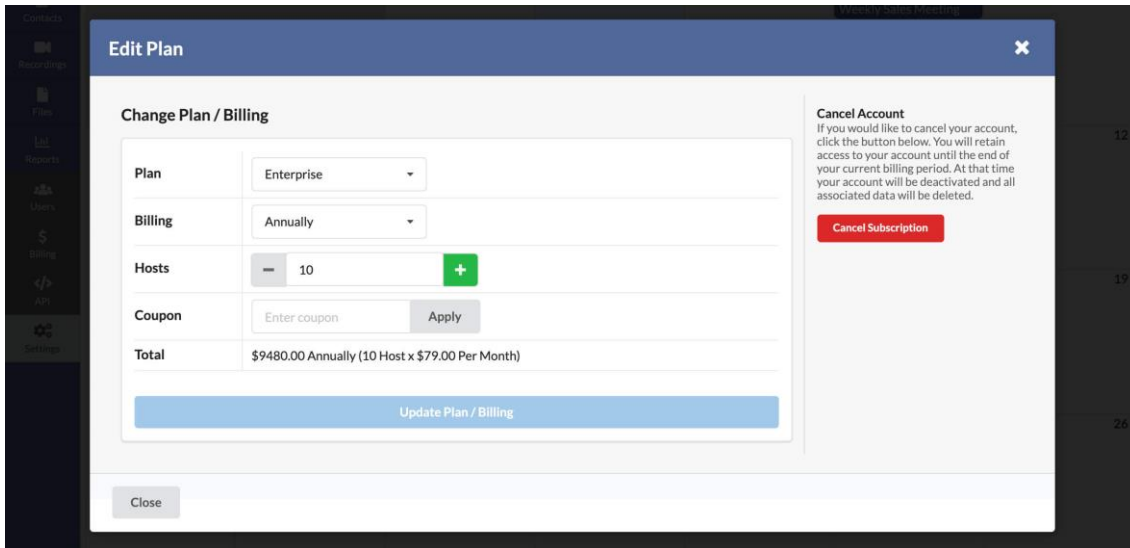 Contacts
Weekly Sales Meeting
Edit Plan
Recordings
Files
Reports
Users
Billing
API
Settings
Change Plan / Billing
Plan
Enterprise
Billing
Annually
Hosts
10
Coupon
Enter coupon
Apply
Total
$9480.00 Annually (10 Host x $79.00 Per Month)
Update Plan / Billing
Cancel Account
If you would like to cancel your account,
click the button below. You will retain
access to your account until the end of
your current billing period. At that time
your account will be deactivated and all
associated data will be deleted.
Cancel Subscription
12
19
26
Close